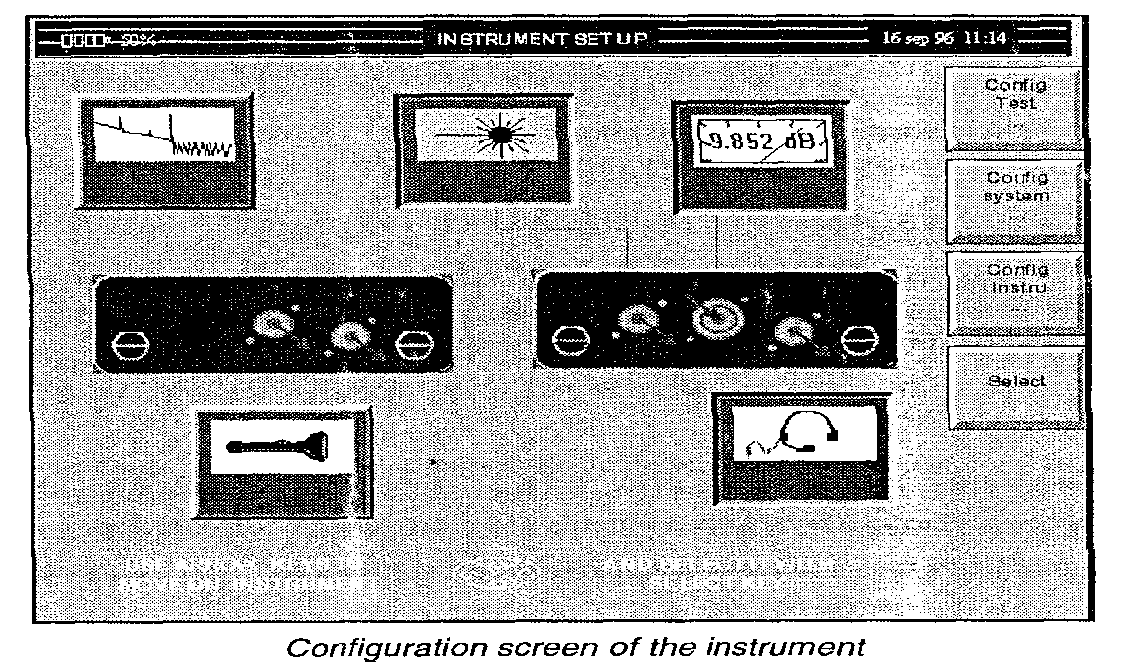 50%
INSTRUMENT SET UP
16 sep 96 11:14
Config
Test
9.852 dB
Config
system
Config
Instru
Select
Configuration screen of the instrument